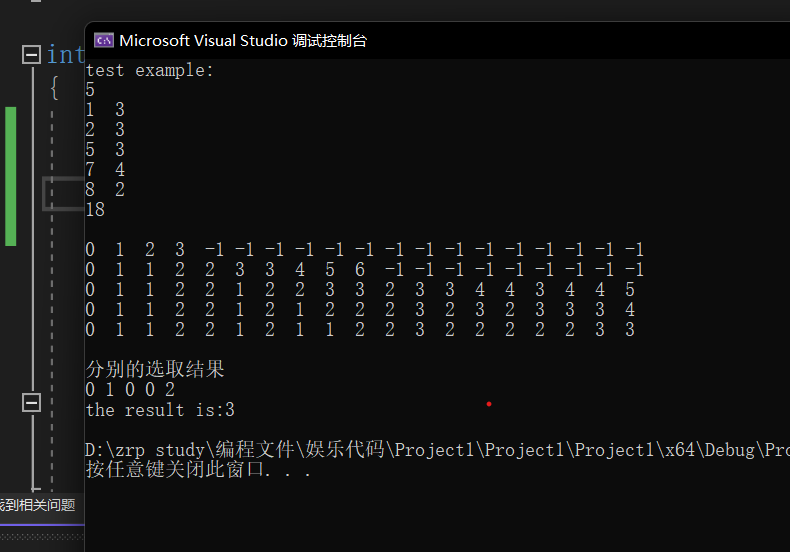 int
{
Microsoft Visual Studio 调试控制台
test example:
5
1 3
2 3
5 3
7 4
8 2
18
0 1 2 3 -1 -1 -1 -1 -1 -1 -1 -1 -1 -1 -1 -1 -1 -1 -1
0 1 1 2 2 3 3 4 5 6 -1 -1 -1 -1 -1 -1 -1 -1 -1
0 1 1 2 2 1 2 2 3 3 2 3 3 4 4 3 4 4 5
0 1 1 2 2 1 2 1 2 2 2 3 2 3 2 3 3 3 4
0 1 1 2 2 1 2 1 1 2 2 3 2 2 2 2 2 3 3
分别的选取结果
0 1 0 0 2
the result is:3
D:\zrp study\编程文件\娱乐代码\Project1\Project1\Project1\x64\Debug\Pro
按任意键关闭此窗口. . .
到相关问题